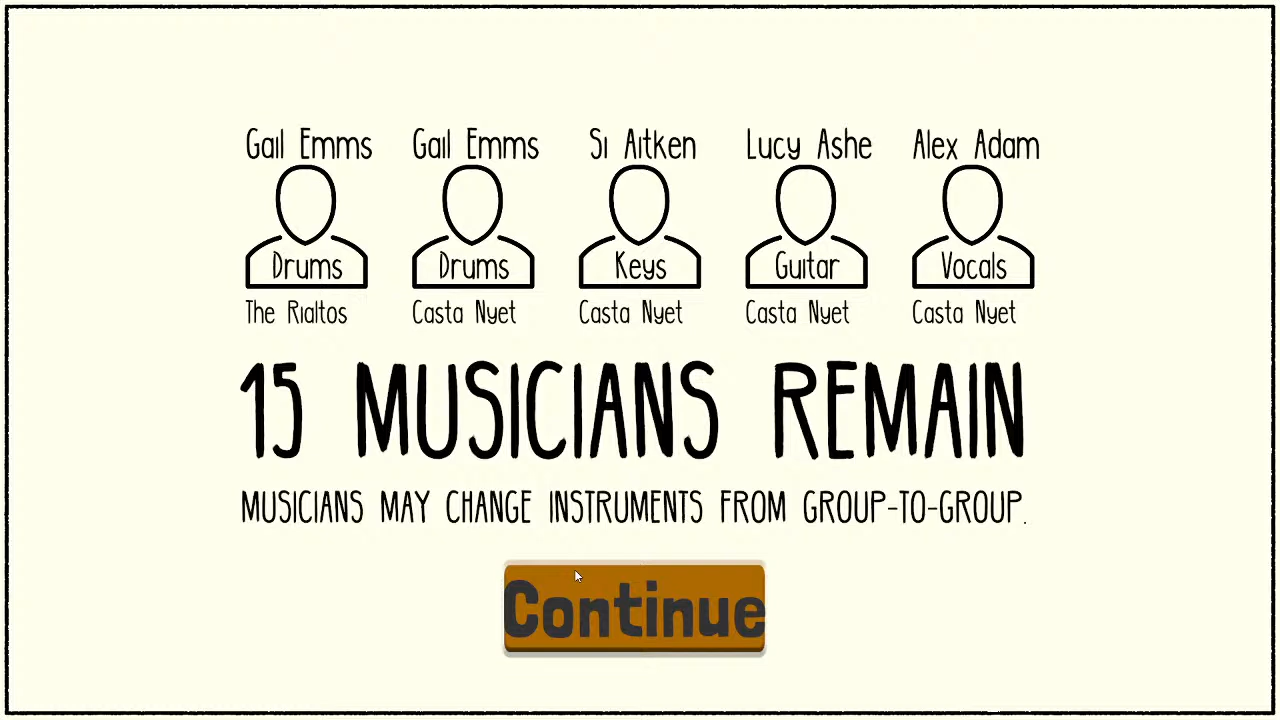 Gail Emms Gail Emms Si Aitken Lucy Ashe Alex Adam
Drums Drums Keys Guitar Vocals
The Rialtos Casta Nyet Casta Nyet Casta Nyet Casta Nyet
15 MUSICIANS REMAIN
MUSICIANS MAY CHANGE INSTRUMENTS FROM GROUP-TO-GROUP.
Continue